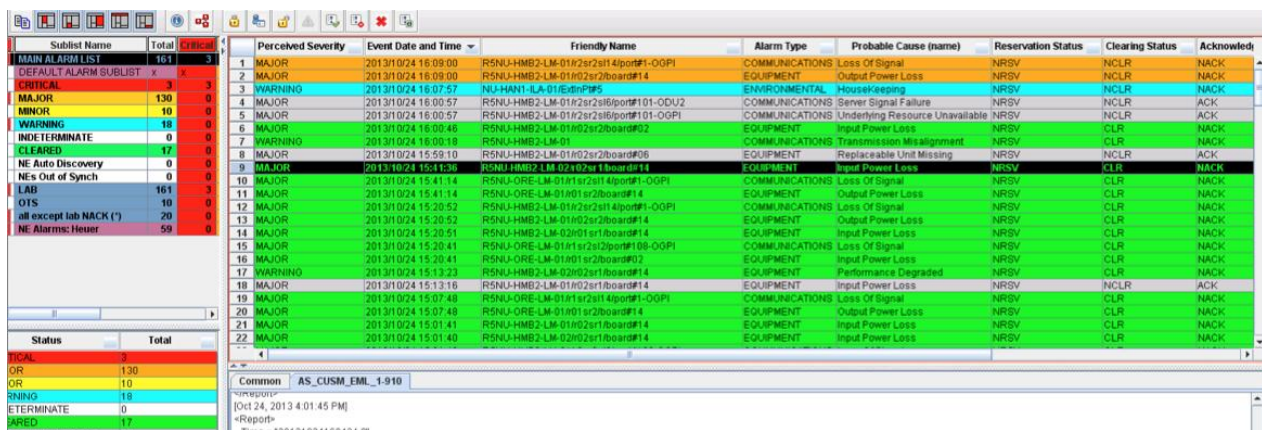 Sublist Name Total Critical
MAIN ALARM LIST 161 3
DEFAULT ALARM SUBLIST x x
CRITICAL 3 3
MAJOR 130 0
MINOR 10 0
WARNING 18 0
INDETERMINATE 0 0
CLEARED 17 0
NE Auto Discovery 0 0
NEs Out of Synch 0 0
LAB 161 3
OTS 10 0
all except lab NACK (*) 20 0
NE Alarms: Heuer 59 0
Status Total
TICAL 3
OR 130
OR 10
RNING 18
ETERMINATE 0
EARED 17
Perceived Severity Event Date and Time Friendly Name Alarm Type Probable Cause (name) Reservation Status Clearing Status Acknowledg
1 MAJOR 2013/10/24 16:09:00 R5NU-HMB2-LM-01/r2sr2sl14/port#1-OGPI COMMUNICATIONS Loss Of Signal NRSV NCLR NACK
2 MAJOR 2013/10/24 16:09:00 R5NU-HMB2-LM-01/r02sr2/board#14 EQUIPMENT Output Power Loss NRSV NCLR NACK
3 WARNING 2013/10/24 16:07:57 NU-HAN1-ILA-01/ExtInPt#5 ENVIRONMENTAL HouseKeeping NRSV NCLR NACK
4 MAJOR 2013/10/24 16:00:57 R5NU-HMB2-LM-01/r2sr2sl6/port#101-ODU2 COMMUNICATIONS Server Signal Failure NRSV NCLR ACK
5 MAJOR 2013/10/24 16:00:57 R5NU-HMB2-LM-01/r2sr2sl6/port#101-OGPI COMMUNICATIONS Underlying Resource Unavailable NRSV NCLR ACK
6 MAJOR 2013/10/24 16:00:46 R5NU-HMB2-LM-01/r02sr2/board#02 EQUIPMENT Input Power Loss NRSV CLR NACK
7 WARNING 2013/10/24 16:00:18 R5NU-HMB2-LM-01 COMMUNICATIONS Transmission Misalignment NRSV CLR NACK
8 MAJOR 2013/10/24 15:59:10 R5NU-HMB2-LM-01/r02sr2/board#06 EQUIPMENT Replaceable Unit Missing NRSV NCLR ACK
9 MAJOR 2013/10/24 15:41:36 R5NU-HMB2-LM-02/r02sr1/board#14 EQUIPMENT Input Power Loss NRSV CLR NACK
10 MAJOR 2013/10/24 15:41:14 R5NU-ORE-LM-01/r1sr2sl14/port#1-OGPI COMMUNICATIONS Loss Of Signal NRSV CLR NACK
11 MAJOR 2013/10/24 15:41:14 R5NU-ORE-LM-01/r01sr2/board#14 EQUIPMENT Output Power Loss NRSV CLR NACK
12 MAJOR 2013/10/24 15:20:52 R5NU-HMB2-LM-01/r2sr2sl14/port#1-OGPI COMMUNICATIONS Loss Of Signal NRSV CLR NACK
13 MAJOR 2013/10/24 15:20:52 R5NU-HMB2-LM-01/r02sr2/board#14 EQUIPMENT Output Power Loss NRSV CLR NACK
14 MAJOR 2013/10/24 15:20:51 R5NU-HMB2-LM-02/r01sr1/board#14 EQUIPMENT Input Power Loss NRSV CLR NACK
15 MAJOR 2013/10/24 15:20:41 R5NU-ORE-LM-01/r1sr2sl2/port#108-OGPI COMMUNICATIONS Loss Of Signal NRSV CLR NACK
16 MAJOR 2013/10/24 15:20:41 R5NU-ORE-LM-01/r01sr2/board#02 EQUIPMENT Input Power Loss NRSV CLR NACK
17 WARNING 2013/10/24 15:13:23 R5NU-HMB2-LM-02/r02sr1/board#14 EQUIPMENT Performance Degraded NRSV CLR NACK
18 MAJOR 2013/10/24 15:13:16 R5NU-HMB2-LM-01/r02sr1/board#14 EQUIPMENT Input Power Loss NRSV NCLR ACK
19 MAJOR 2013/10/24 15:07:48 R5NU-ORE-LM-01/r1sr2sl14/port#1-OGPI COMMUNICATIONS Loss Of Signal NRSV CLR NACK
20 MAJOR 2013/10/24 15:07:48 R5NU-ORE-LM-01/r01sr2/board#14 EQUIPMENT Output Power Loss NRSV CLR NACK
21 MAJOR 2013/10/24 15:01:41 R5NU-HMB2-LM-01/r02sr1/board#14 EQUIPMENT Input Power Loss NRSV CLR NACK
22 MAJOR 2013/10/24 15:01:40 R5NU-HMB2-LM-02/r01sr1/board#14 EQUIPMENT Input Power Loss NRSV CLR NACK
Common AS_CUSM_EML_1-910
</Report>
[Oct 24, 2013 4:01:45 PM]
<Report>